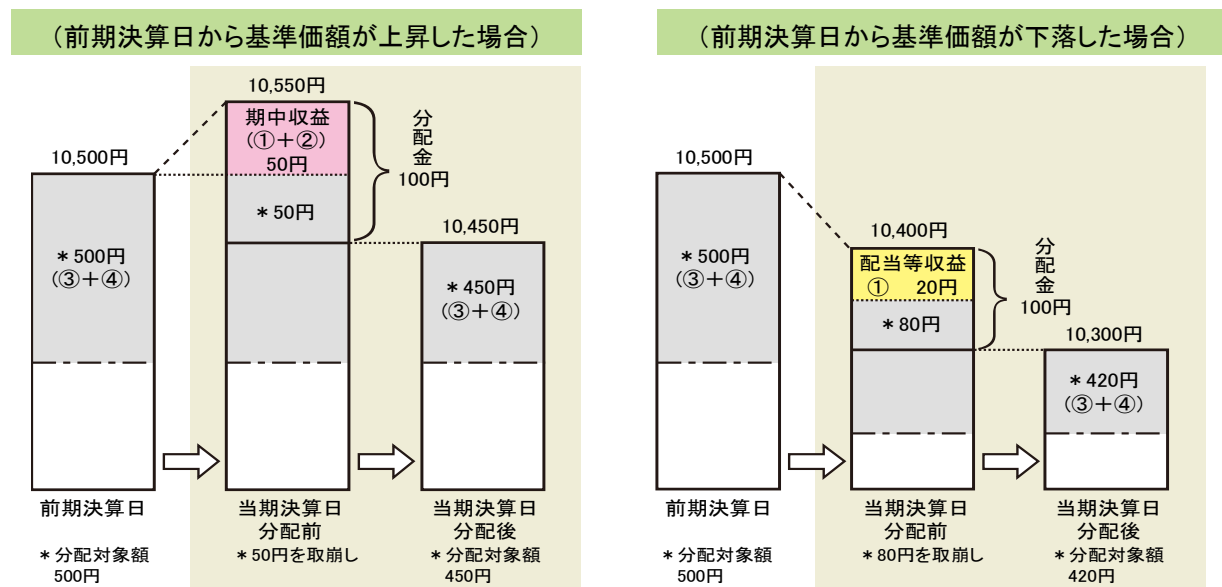 （前期決算日から基準価額が上昇した場合）
10,500円
＊500円
（③＋④）
前期決算日
＊分配対象額
500円
10,550円
期中収益
（①＋②）
50円
＊50円
分配金
100円
当期決算日
分配前
＊50円を取崩し
10,450円
＊450円
（③＋④）
当期決算日
分配後
＊分配対象額
450円
（前期決算日から基準価額が下落した場合）
10,500円
＊500円
（③＋④）
前期決算日
＊分配対象額
500円
10,400円
配当等収益
① 20円
＊80円
分配金
100円
当期決算日
分配前
＊80円を取崩し
10,300円
＊420円
（③＋④）
当期決算日
分配後
＊分配対象額
420円